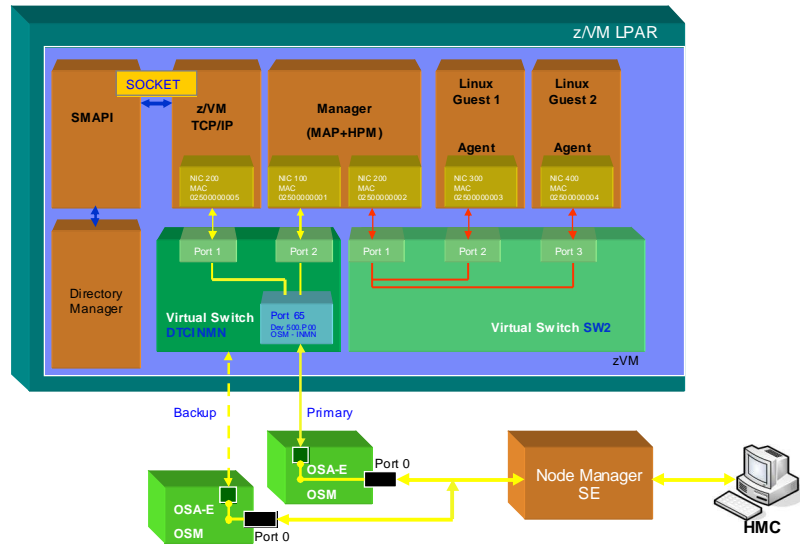 z/VM LPAR
SOCKET
SMAPI
z/VM
TCP/IP
Manager
(MAP+HPM)
Linux
Guest 1
Agent
Linux
Guest 2
Agent
NIC 200
MAC
02500000005
NIC 100
MAC
02500000001
NIC 200
MAC
02500000002
NIC 300
MAC
02500000003
NIC 400
MAC
02500000004
Directory
Manager
Port 1
Port 2
Port 1
Port 2
Port 3
Virtual Switch
DTCINMN
Port 65
Dev 500.P00
OSM - INMN
Virtual Switch SW2
zVM
Backup
Primary
OSA-E
OSM
Port 0
OSA-E
OSM
Port 0
Node Manager
SE
HMC